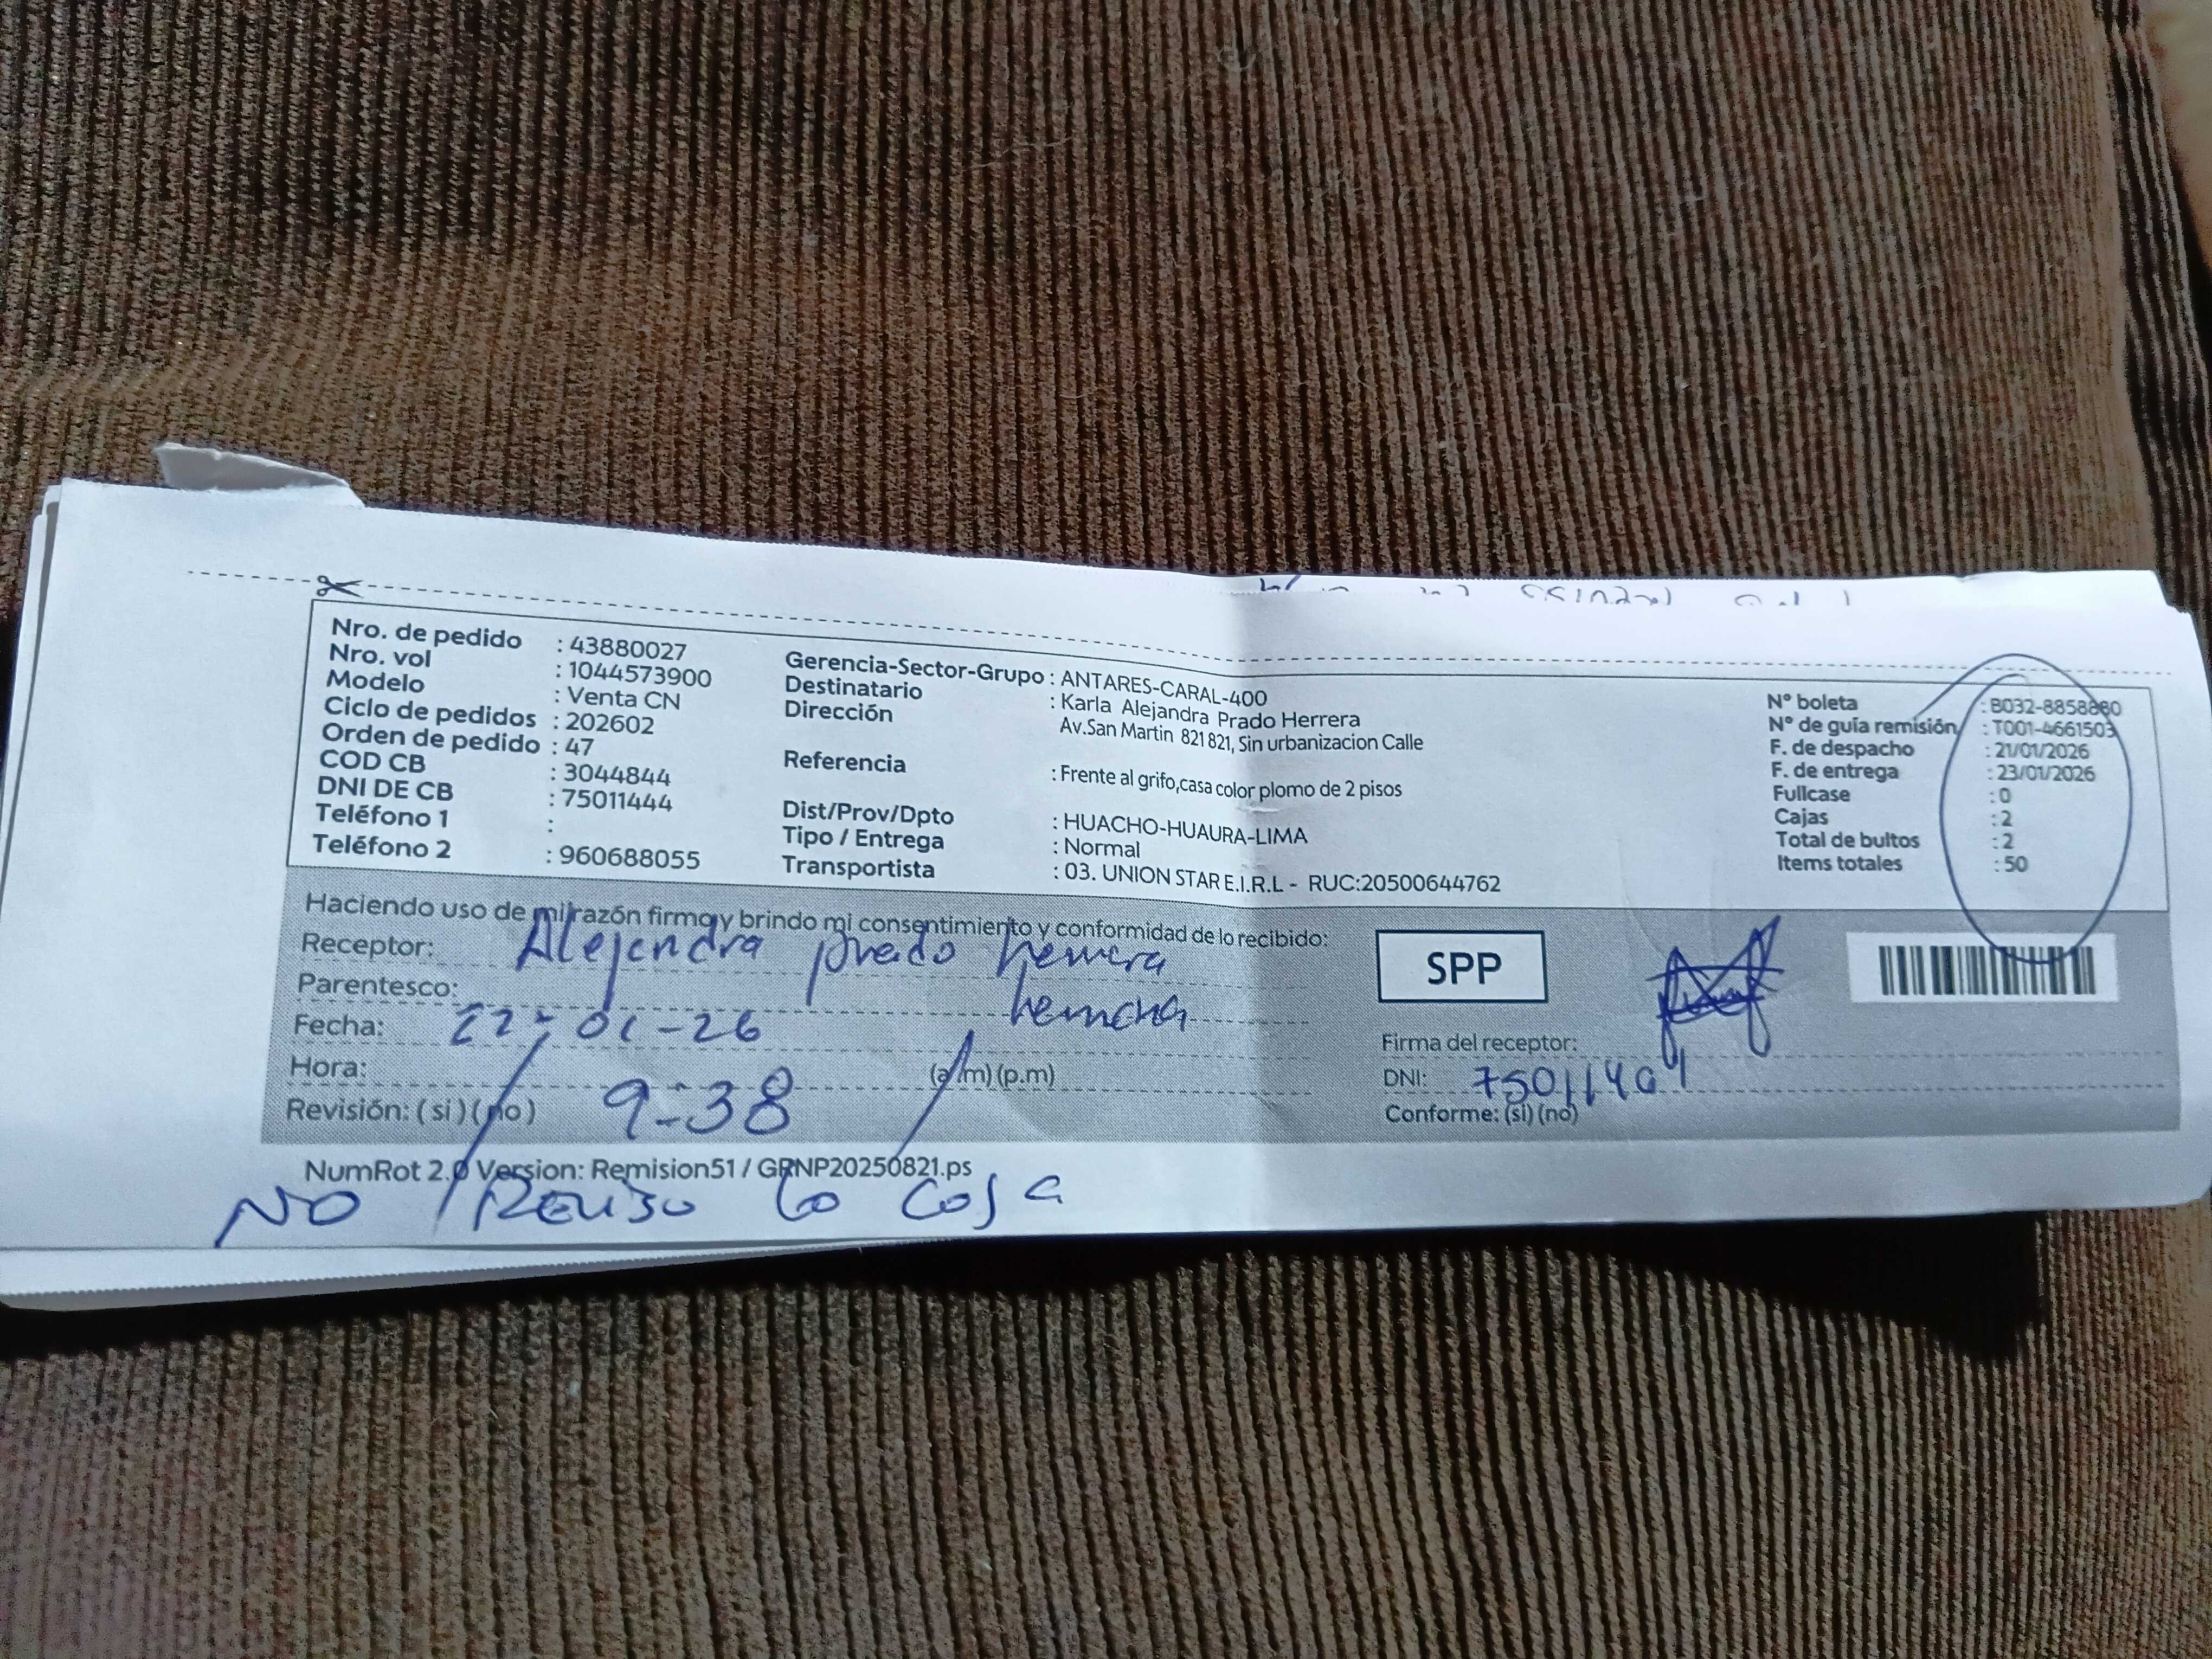 Nro. de pedido : 43880027
Nro. vol : 1044573900
Modelo : Venta CN
Ciclo de pedidos : 202602
Orden de pedido : 47
COD CB : 3044844
DNI DE CB : 75011444
Teléfono 1 :
Teléfono 2 : 960688055
Gerencia-Sector-Grupo : ANTARES-CARAL-400
Destinatario : Karla Alejandra Prado Herrera
Dirección Av.San Martin 821 821, Sin urbanizacion Calle
Referencia : Frente al grifo,casa color plomo de 2 pisos
Dist/Prov/Dpto : HUACHO-HUAURA-LIMA
Tipo / Entrega : Normal
Transportista : 03. UNION STAR E.I.R.L - RUC:20500644762
N° boleta : B032-8858880
N° de guía remisión : T001-4661503
F. de despacho : 21/01/2026
F. de entrega : 23/01/2026
Fullcase : 0
Cajas : 2
Total de bultos : 2
Items totales : 50
Haciendo uso de mi razón firmo y brindo mi consentimiento y conformidad de lo recibido:
Receptor: Alejandra prado herrera
Parentesco: herrera
Fecha: 22-01-26
Hora: (a.m) (p.m)
Revisión: ( si ) ( no ) 9:38
SPP
Firma del receptor:
DNI:
Conforme: (si) (no)
NumRot 2.0 Version: Remision51 / GRNP20250821.ps
NO Reviso